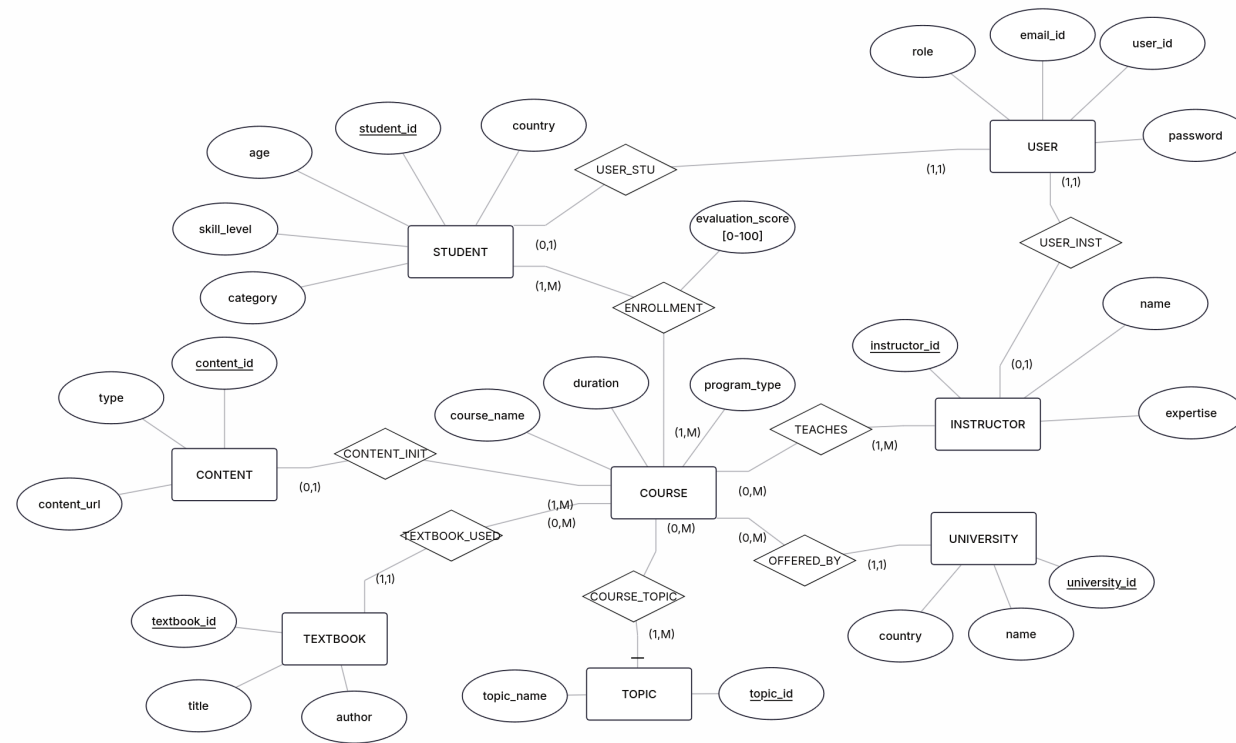 email_id
role
user_id
student_id
country
password
age
USER
USER_STU
(1,1)
(1,1)
evaluation_score
[0-100]
skill_level
STUDENT
(0,1)
USER_INST
(1,M)
category
ENROLLMENT
name
instructor_id
content_id
(0,1)
duration
program_type
type
course_name
expertise
(1,M)
TEACHES
(1,M)
INSTRUCTOR
CONTENT_INIT
CONTENT
(0,1)
COURSE
(0,M)
content_url
(1,M)
(0,M)
(0,M)
TEXTBOOK_USED
(0,M)
UNIVERSITY
OFFERED_BY
(1,1)
(1,1)
university_id
COURSE_TOPIC
textbook_id
TEXTBOOK
(1,M)
country
name
topic_name
TOPIC
topic_id
title
author